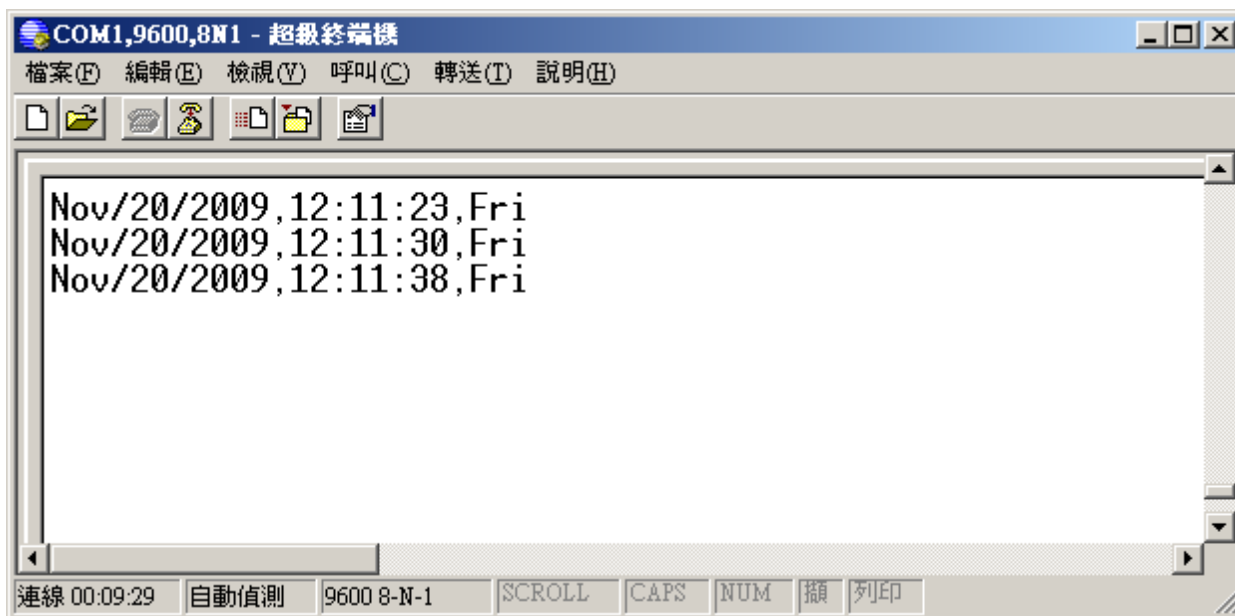 COM1,9600,8N1 - 超級終端機
檔案(F) 編輯(E) 檢視(V) 呼叫(C) 轉送(T) 說明(H)
Nov/20/2009,12:11:23,Fri
Nov/20/2009,12:11:30,Fri
Nov/20/2009,12:11:38,Fri
連線 00:09:29 自動偵測 9600 8-N-1 SCROLL CAPS NUM 擷 列印